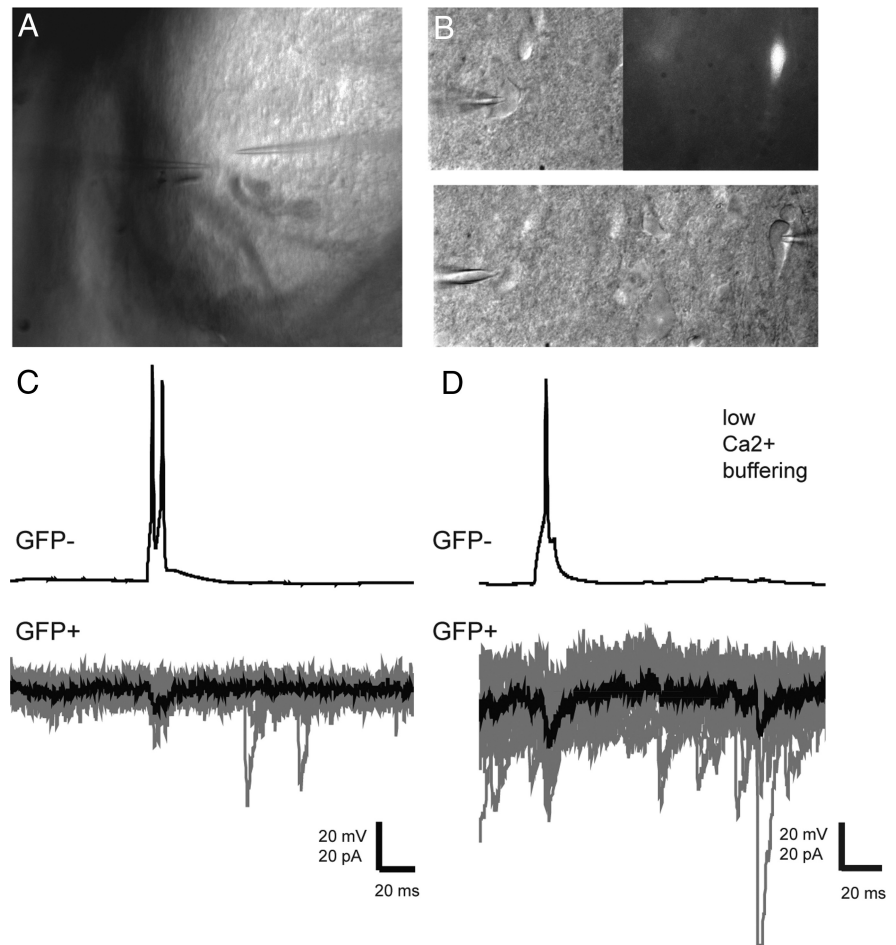 A
B
C
D
low
Ca2+
buffering
GFP-
GFP-
GFP+
GFP+
20 mV
20 pA
20 ms
20 mV
20 pA
20 ms